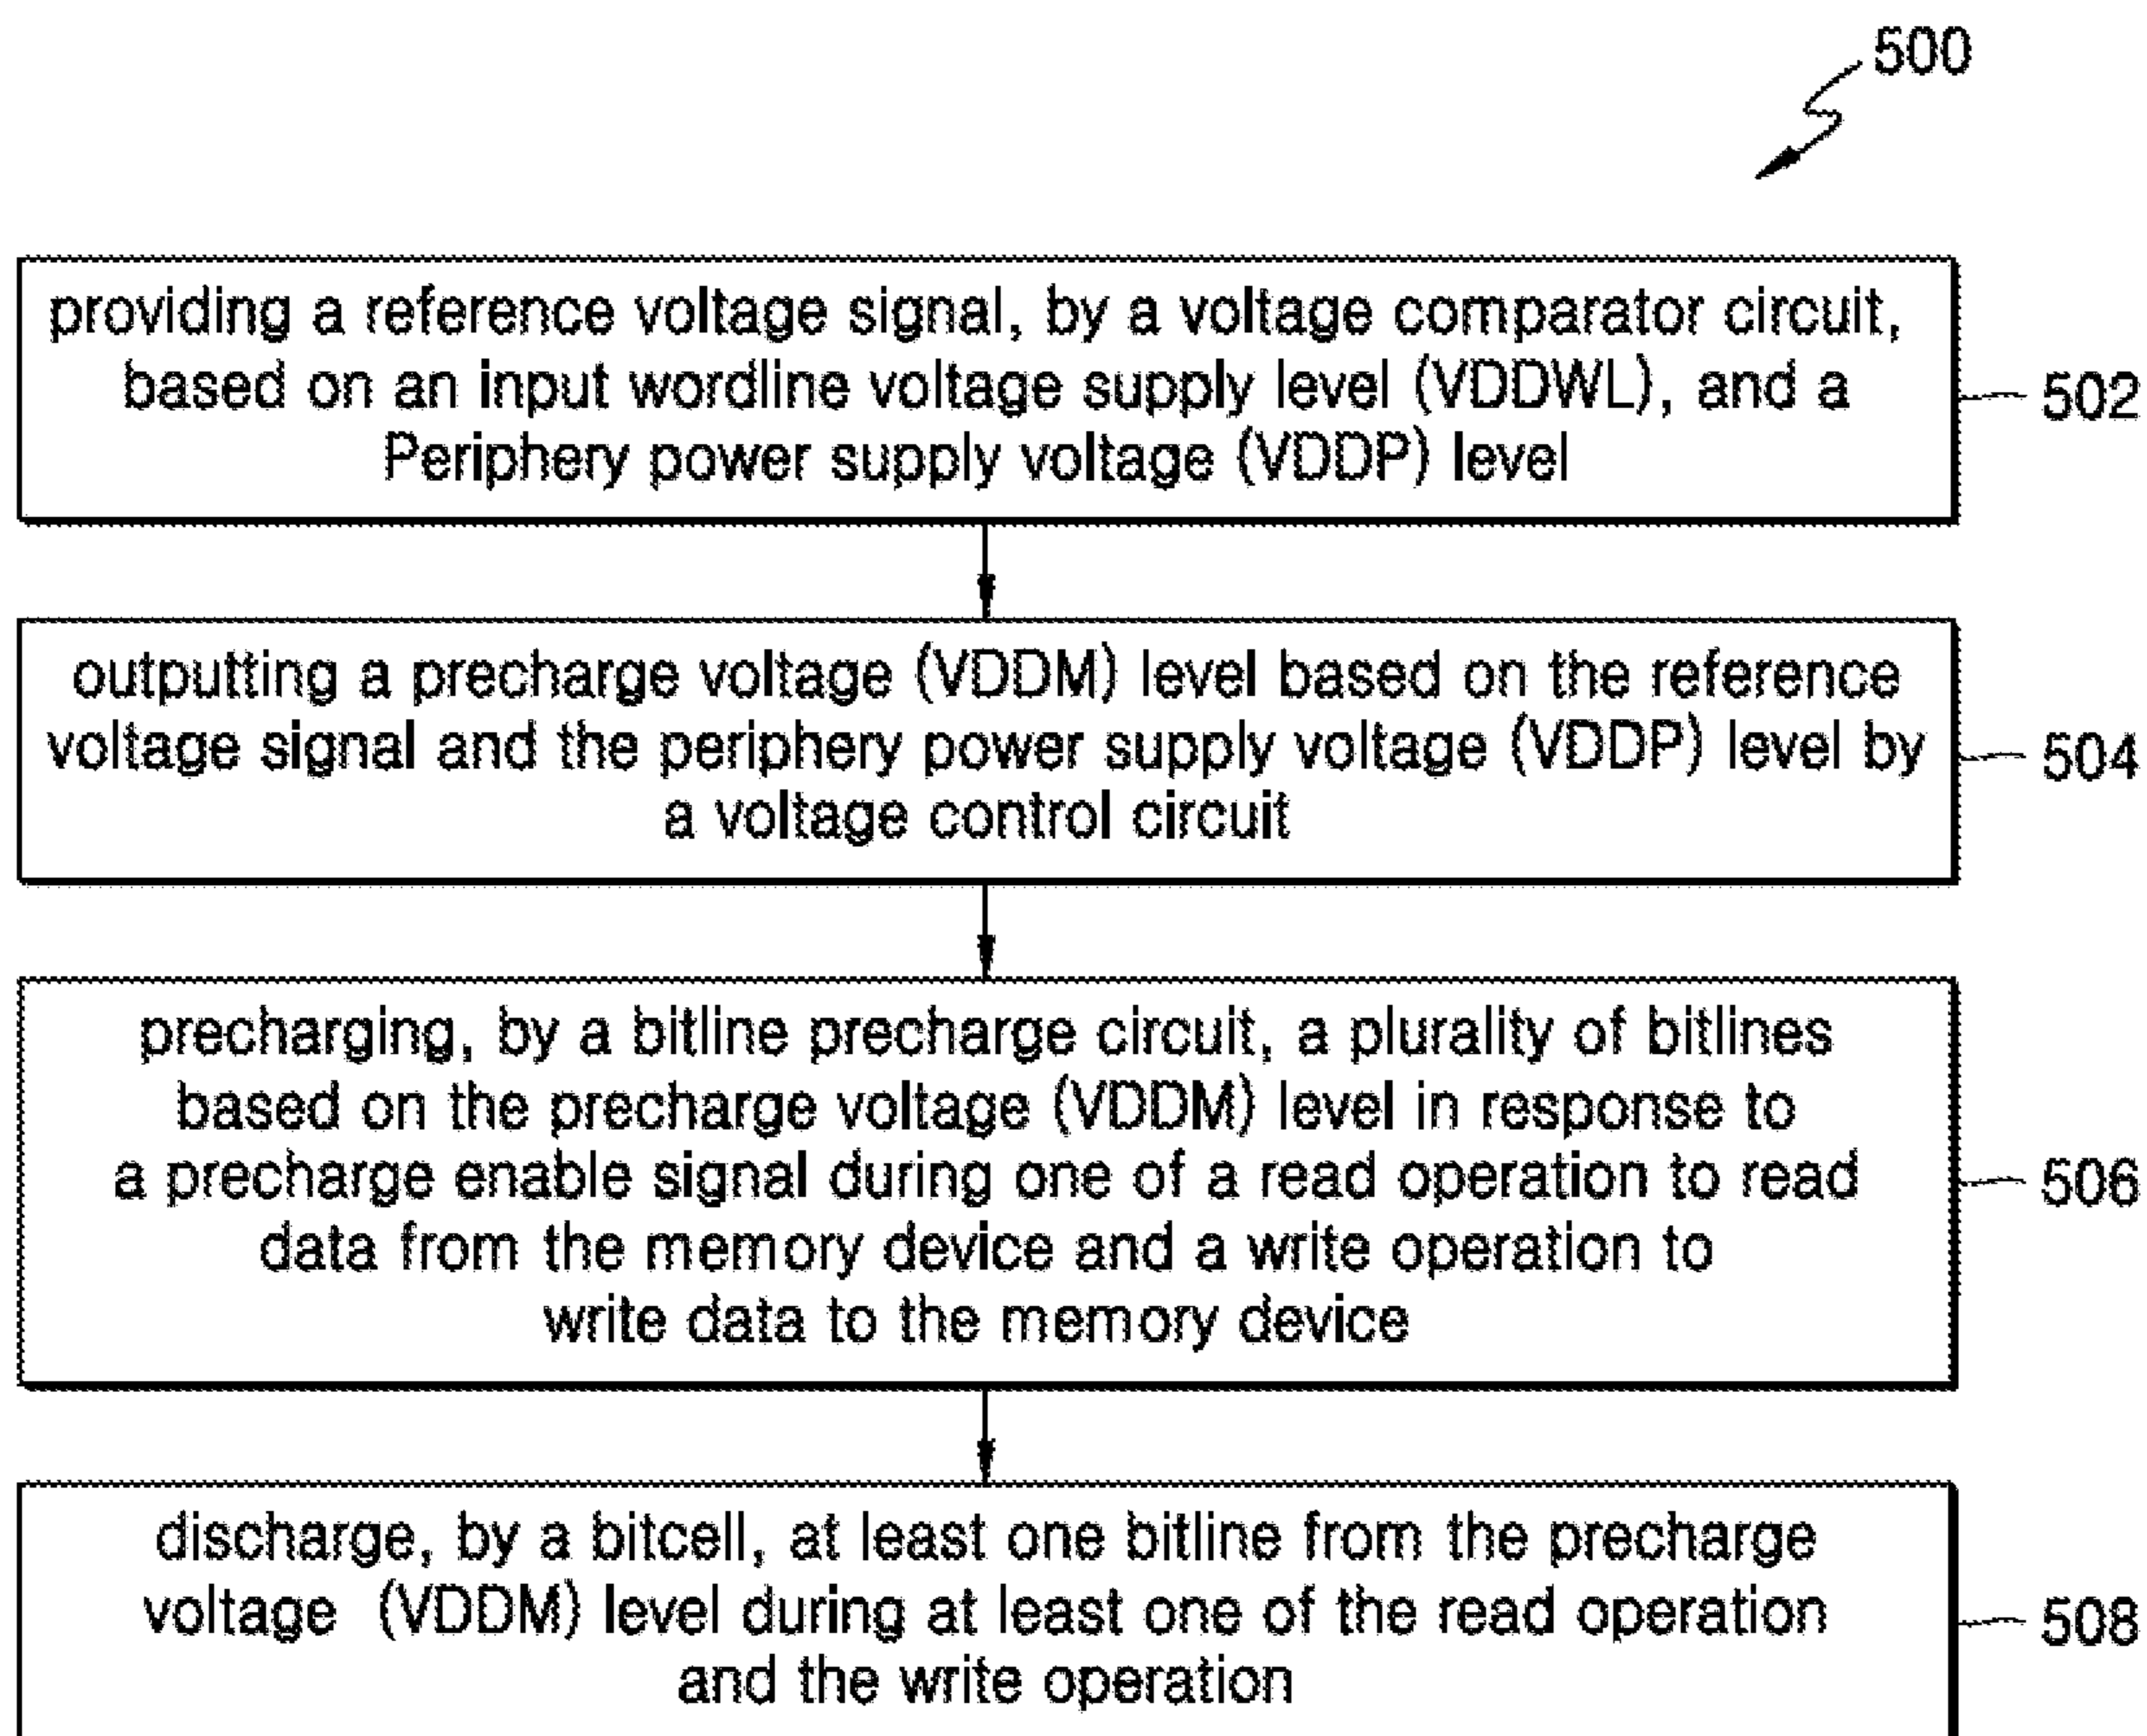 500
providing a reference voltage signal, by a voltage comparator circuit,
based on an input wordline voltage supply level (VDDWL), and a
Periphery power supply voltage (VDDP) level
502
outputting a precharge voltage (VDDM) level based on the reference
voltage signal and the periphery power supply voltage (VDDP) level by
a voltage control circuit
504
precharging, by a bitline precharge circuit, a plurality of bitlines
based on the precharge voltage (VDDM) level in response to
a precharge enable signal during one of a read operation to read
data from the memory device and a write operation to
write data to the memory device
506
discharge, by a bitcell, at least one bitline from the precharge
voltage (VDDM) level during at least one of the read operation
and the write operation
508